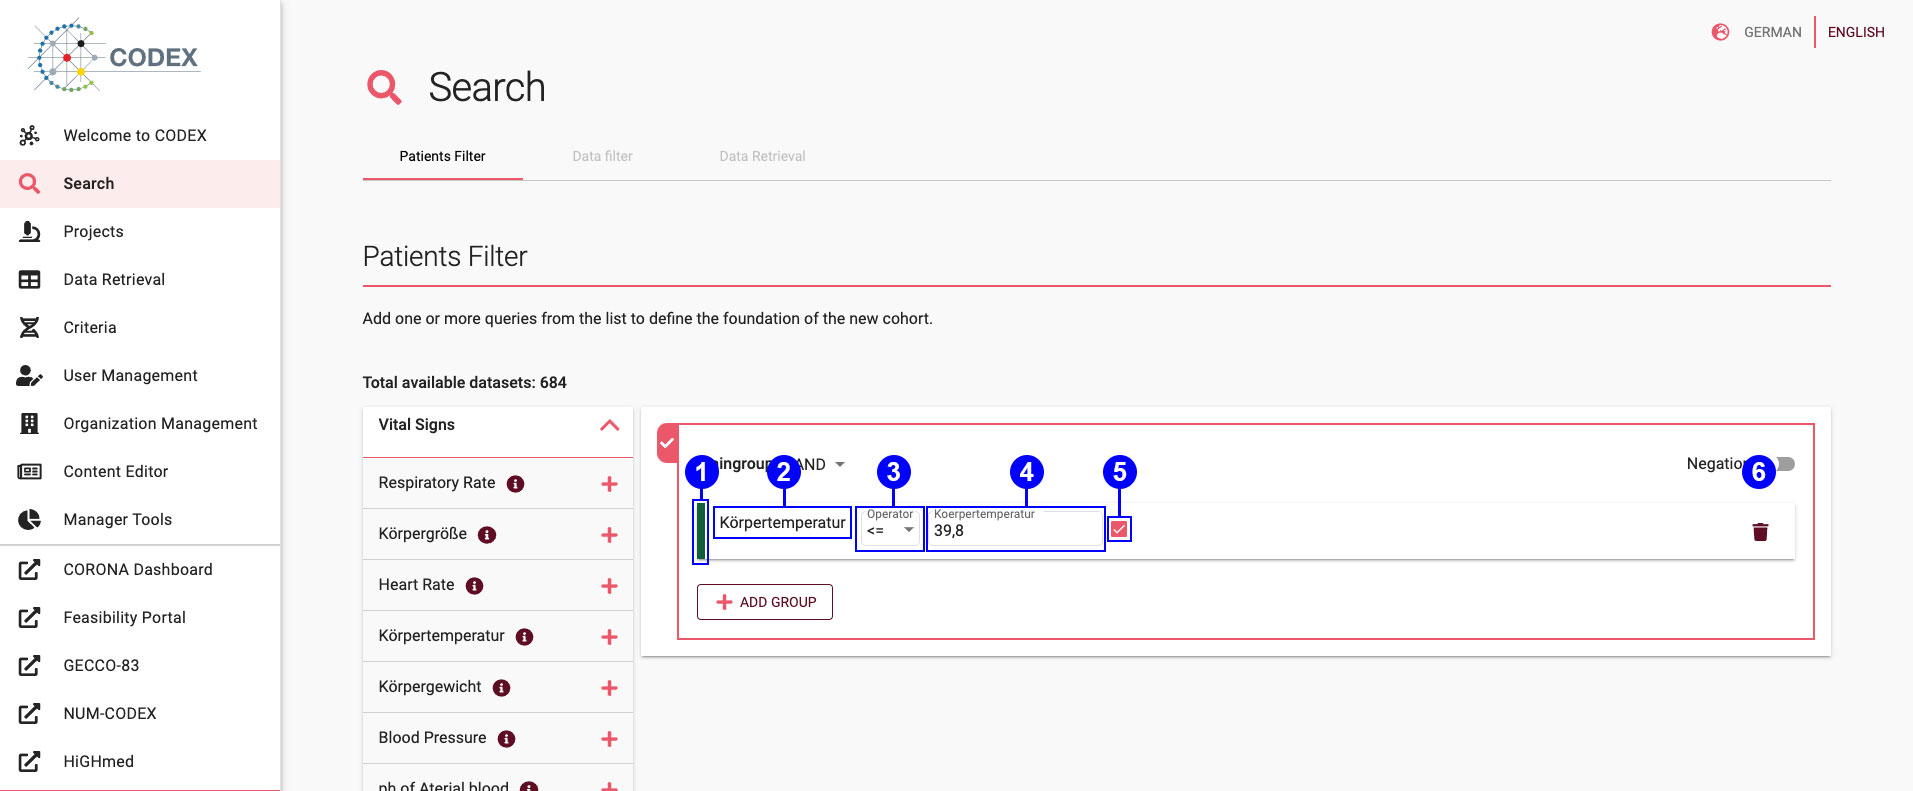 CODEX
GERMAN
ENGLISH
Search
Welcome to CODEX
Search
Projects
Data Retrieval
Criteria
User Management
Organization Management
Content Editor
Manager Tools
CORONA Dashboard
Feasibility Portal
GECCO-83
NUM-CODEX
HiGHmed
Patients Filter
Data filter
Data Retrieval
Patients Filter
Add one or more queries from the list to define the foundation of the new cohort.
Total available datasets: 684
Vital Signs
Respiratory Rate
Körpergröße
Heart Rate
Körpertemperatur
Körpergewicht
Blood Pressure
ph of Aterial blood
AND
1
2
3
4
5
6
Körpertemperatur
Operator
<=
Koerpertemperatur
39,8
ADD GROUP